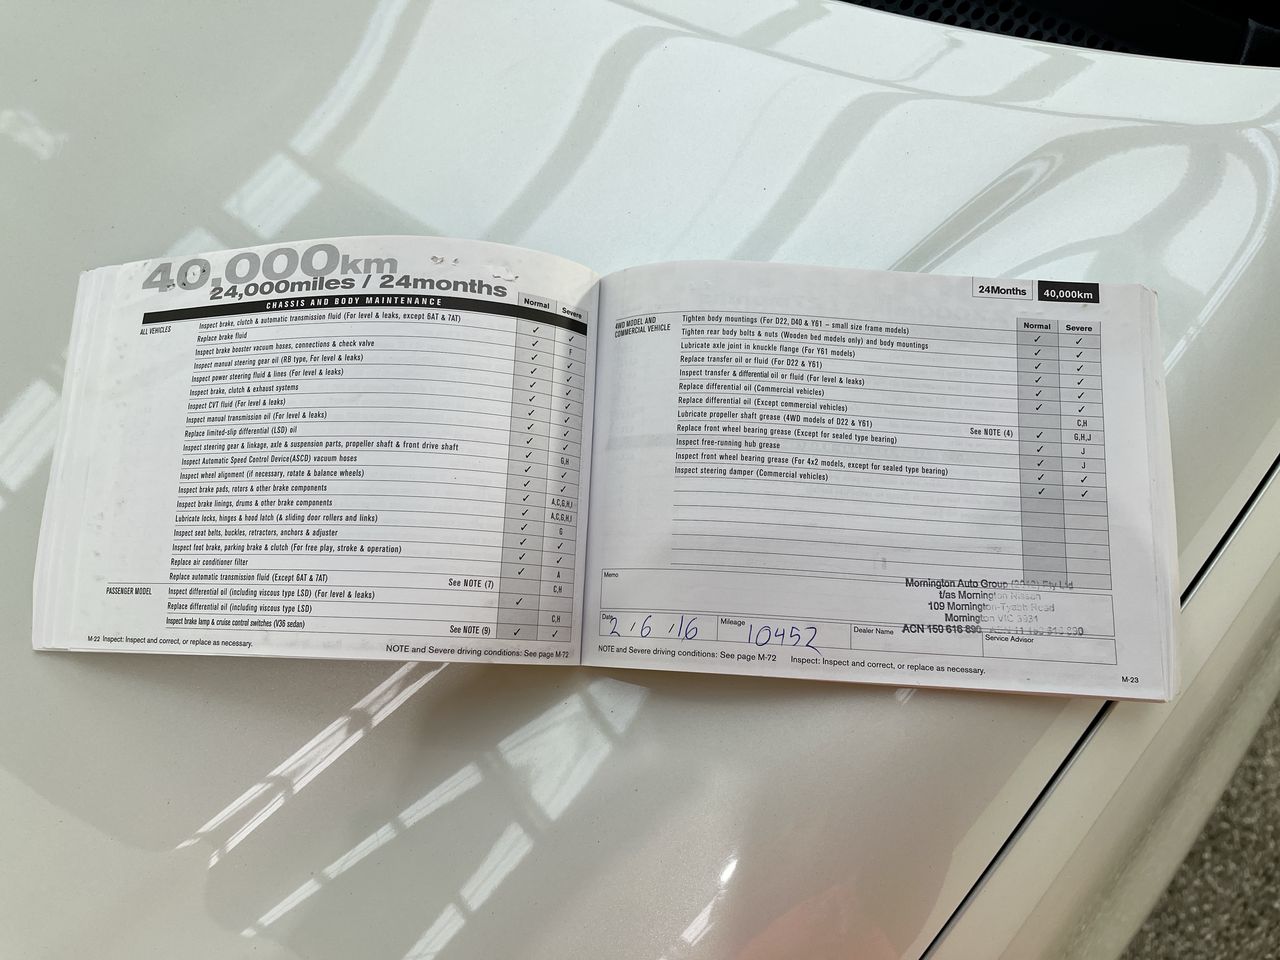 40,000km
24,000miles / 24months
CHASSIS AND BODY MAINTENANCE
Normal Severe
ALL VEHICLES
Inspect brake, clutch & automatic transmission fluid (For level & leaks, except 6AT & 7AT) ✓ ✓
Replace brake fluid ✓ F
Inspect brake booster vacuum hoses, connections & check valve ✓ ✓
Inspect manual steering gear oil (RB type, For level & leaks) ✓ ✓
Inspect power steering fluid & lines (For level & leaks) ✓ ✓
Inspect brake, clutch & exhaust systems ✓ ✓
Inspect CVT fluid (For level & leaks) ✓ ✓
Inspect manual transmission oil (For level & leaks) ✓ ✓
Replace limited-slip differential (LSD) oil ✓ ✓
Inspect steering gear & linkage, axle & suspension parts, propeller shaft & front drive shaft ✓ G,H
Inspect Automatic Speed Control Device(ASCD) vacuum hoses ✓ ✓
Inspect wheel alignment (if necessary, rotate & balance wheels) ✓ ✓
Inspect brake pads, rotors & other brake components ✓ A,C,G,H,I
Inspect brake linings, drums & other brake components ✓ A,C,G,H,I
Lubricate locks, hinges & hood latch (& sliding door rollers and links) ✓ G
Inspect seat belts, buckles, retractors, anchors & adjuster ✓ ✓
Inspect foot brake, parking brake & clutch (For free play, stroke & operation) ✓ ✓
Replace air conditioner filter ✓ A
Replace automatic transmission fluid (Except 6AT & 7AT) See NOTE (7) C,H
PASSENGER MODEL
Inspect differential oil (including viscous type LSD) (For level & leaks) ✓
Replace differential oil (including viscous type LSD) C,H
Inspect brake lamp & cruise control switches (V36 sedan) See NOTE (9) ✓ ✓
M-22 Inspect: Inspect and correct, or replace as necessary.
NOTE and Severe driving conditions: See page M-72
24Months 40,000km
Normal Severe
4WD MODEL AND
COMMERCIAL VEHICLE
Tighten body mountings (For D22, D40 & Y61 – small size frame models) ✓ ✓
Tighten rear body bolts & nuts (Wooden bed models only) and body mountings ✓ ✓
Lubricate axle joint in knuckle flange (For Y61 models) ✓ ✓
Replace transfer oil or fluid (For D22 & Y61) ✓ ✓
Inspect transfer & differential oil or fluid (For level & leaks) ✓ ✓
Replace differential oil (Commercial vehicles) ✓ ✓
Replace differential oil (Except commercial vehicles) C,H
Lubricate propeller shaft grease (4WD models of D22 & Y61) See NOTE (4) ✓ G,H,J
Replace front wheel bearing grease (Except for sealed type bearing) ✓ J
Inspect free-running hub grease ✓ J
Inspect front wheel bearing grease (For 4x2 models, except for sealed type bearing) ✓ ✓
Inspect steering damper (Commercial vehicles) ✓ ✓
Memo
Mornington Auto Group (2012) Pty Ltd
t/as Mornington Nissan
109 Mornington-Tyabb Road
Mornington VIC 3931
ACN 150 616 890
Date 2 / 6 / 16
Mileage 10452
Dealer Name
Service Advisor
NOTE and Severe driving conditions: See page M-72 Inspect: Inspect and correct, or replace as necessary.
M-23